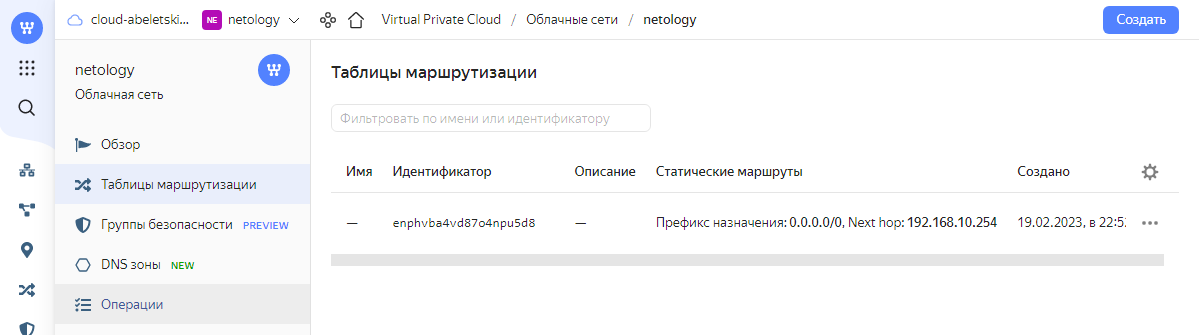 cloud-abeletski... NE netology Virtual Private Cloud / Облачные сети / netology Создать
netology
Облачная сеть
Обзор
Таблицы маршрутизации
Группы безопасности PREVIEW
DNS зоны NEW
Операции
Таблицы маршрутизации
Фильтровать по имени или идентификатору
Имя Идентификатор Описание Статические маршруты Создано
— enphvba4vd87o4npu5d8 — Префикс назначения: 0.0.0.0/0, Next hop: 192.168.10.254 19.02.2023, в 22:5